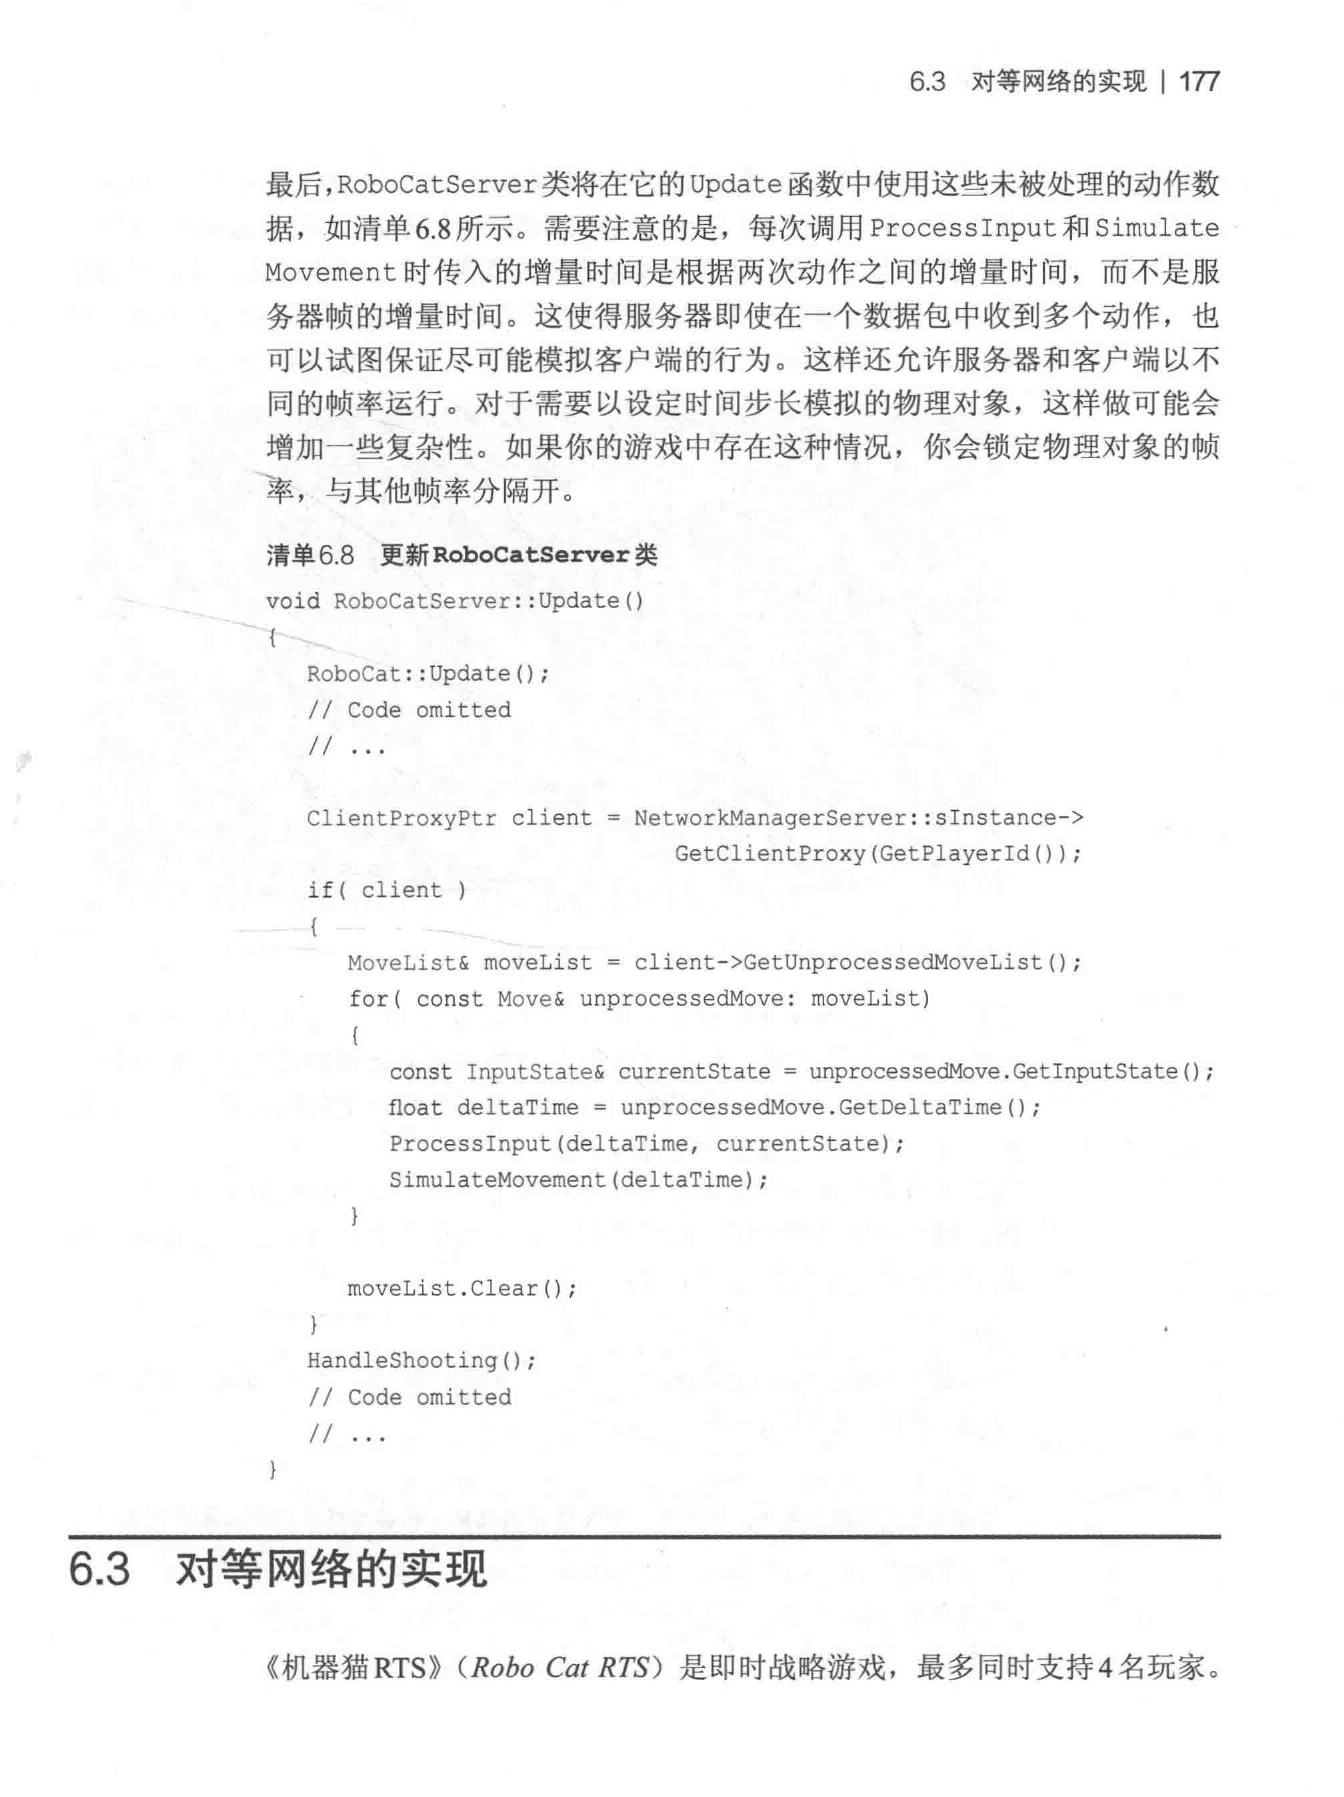 6.3 对等网络的实现 | 177
最后，RoboCatServer类将在它的Update函数中使用这些未被处理的动作数
据，如清单6.8所示。需要注意的是，每次调用ProcessInput和Simulate
Movement时传入的增量时间是根据两次动作之间的增量时间，而不是服
务器帧的增量时间。这使得服务器即使在一个数据包中收到多个动作，也
可以试图保证尽可能模拟客户端的行为。这样还允许服务器和客户端以不
同的帧率运行。对于需要以设定时间步长模拟的物理对象，这样做可能会
增加一些复杂性。如果你的游戏中存在这种情况，你会锁定物理对象的帧
率，与其他帧率分隔开。
清单6.8 更新RoboCatServer类
void RoboCatServer::Update()
{
RoboCat::Update();
// Code omitted
// ...
ClientProxyPtr client = NetworkManagerServer::sInstance->
GetClientProxy(GetPlayerId());
if( client )
{
MoveList& moveList = client->GetUnprocessedMoveList();
for( const Move& unprocessedMove: moveList)
{
const InputState& currentState = unprocessedMove.GetInputState();
float deltaTime = unprocessedMove.GetDeltaTime();
ProcessInput(deltaTime, currentState);
SimulateMovement(deltaTime);
}
moveList.Clear();
}
HandleShooting();
// Code omitted
// ...
}
6.3 对等网络的实现
《机器猫RTS》（Robo Cat RTS）是即时战略游戏，最多同时支持4名玩家。